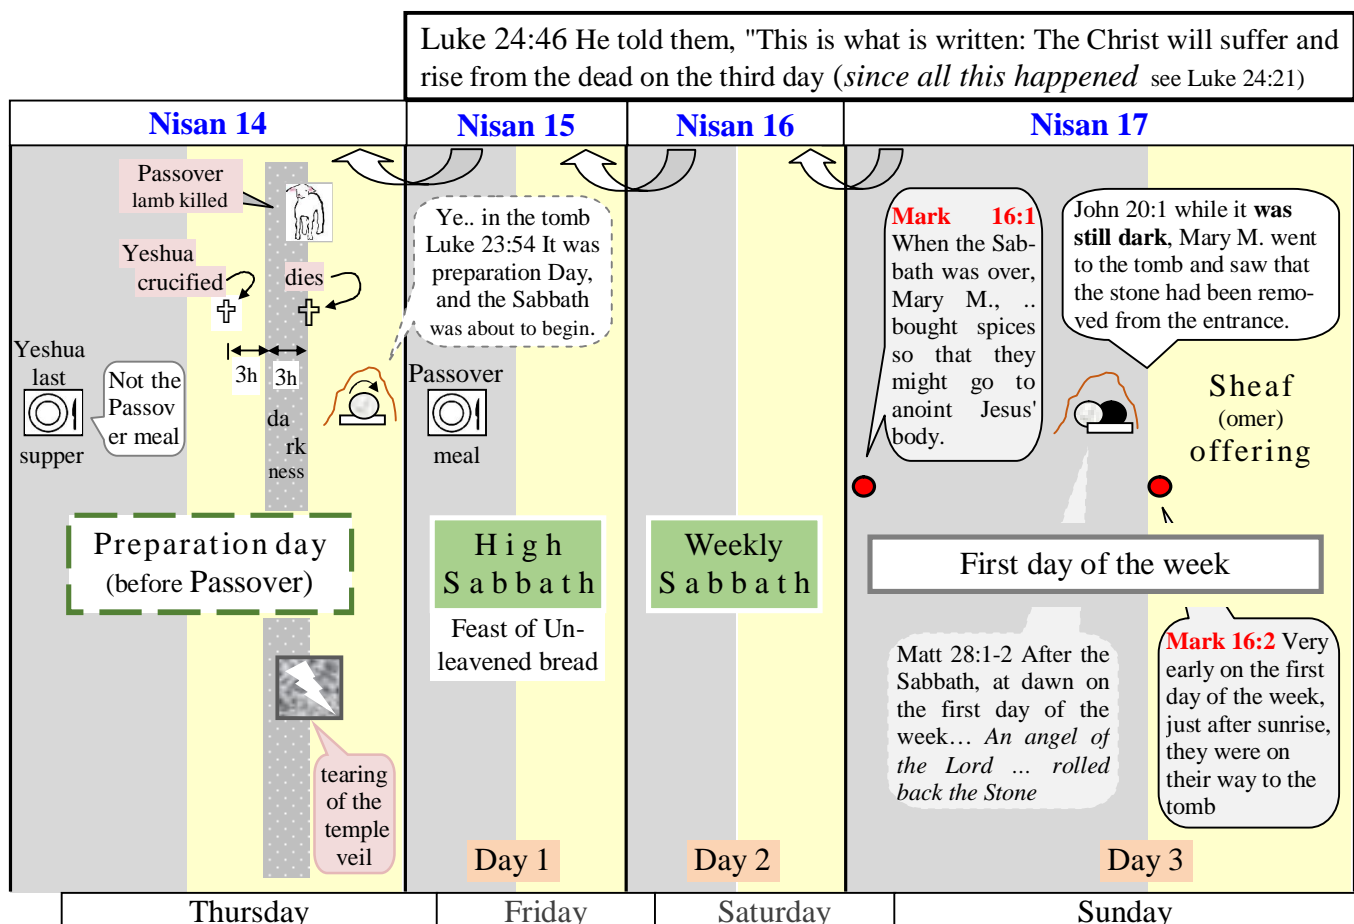 Luke 24:46 He told them, "This is what is written: The Christ will suffer and
rise from the dead on the third day (since all this happened see Luke 24:21)
Nisan 14
Nisan 15
Nisan 16
Nisan 17
Passover
lamb killed
Yeshua
crucified
dies
3h
3h
Yeshua
last
supper
Not the
Passov
er meal
da
rk
ness
Ye.. in the tomb
Luke 23:54 It was
preparation Day,
and the Sabbath
was about to begin.
Passover
meal
Mark 16:1
When the Sab-
bath was over,
Mary M., ..
bought spices
so that they
might go to
anoint Jesus'
body.
John 20:1 while it was
still dark, Mary M. went
to the tomb and saw that
the stone had been remo-
ved from the entrance.
Sheaf
(omer)
offering
Preparation day
(before Passover)
High
Sabbath
Feast of Un-
leavened bread
Weekly
Sabbath
First day of the week
Matt 28:1-2 After the
Sabbath, at dawn on
the first day of the
week… An angel of
the Lord ... rolled
back the Stone
Mark 16:2 Very
early on the first
day of the week,
just after sunrise,
they were on
their way to the
tomb
tearing
of the
temple
veil
Day 1
Day 2
Day 3
Thursday
Friday
Saturday
Sunday